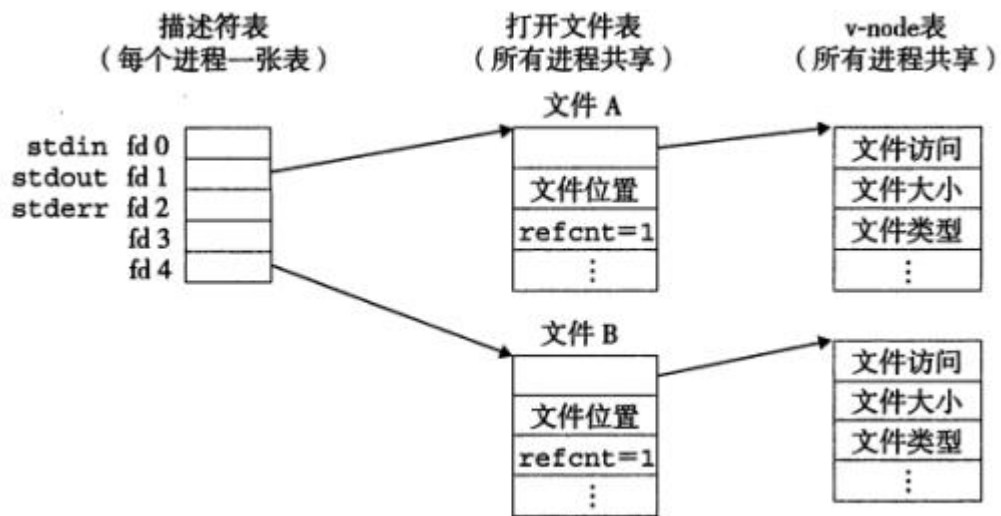 描述符表
（每个进程一张表）
打开文件表
（所有进程共享）
v-node表
（所有进程共享）
stdin fd 0
stdout fd 1
stderr fd 2
fd 3
fd 4
文件 A
文件位置
refcnt=1
⋮
文件访问
文件大小
文件类型
⋮
文件 B
文件位置
refcnt=1
⋮
文件访问
文件大小
文件类型
⋮